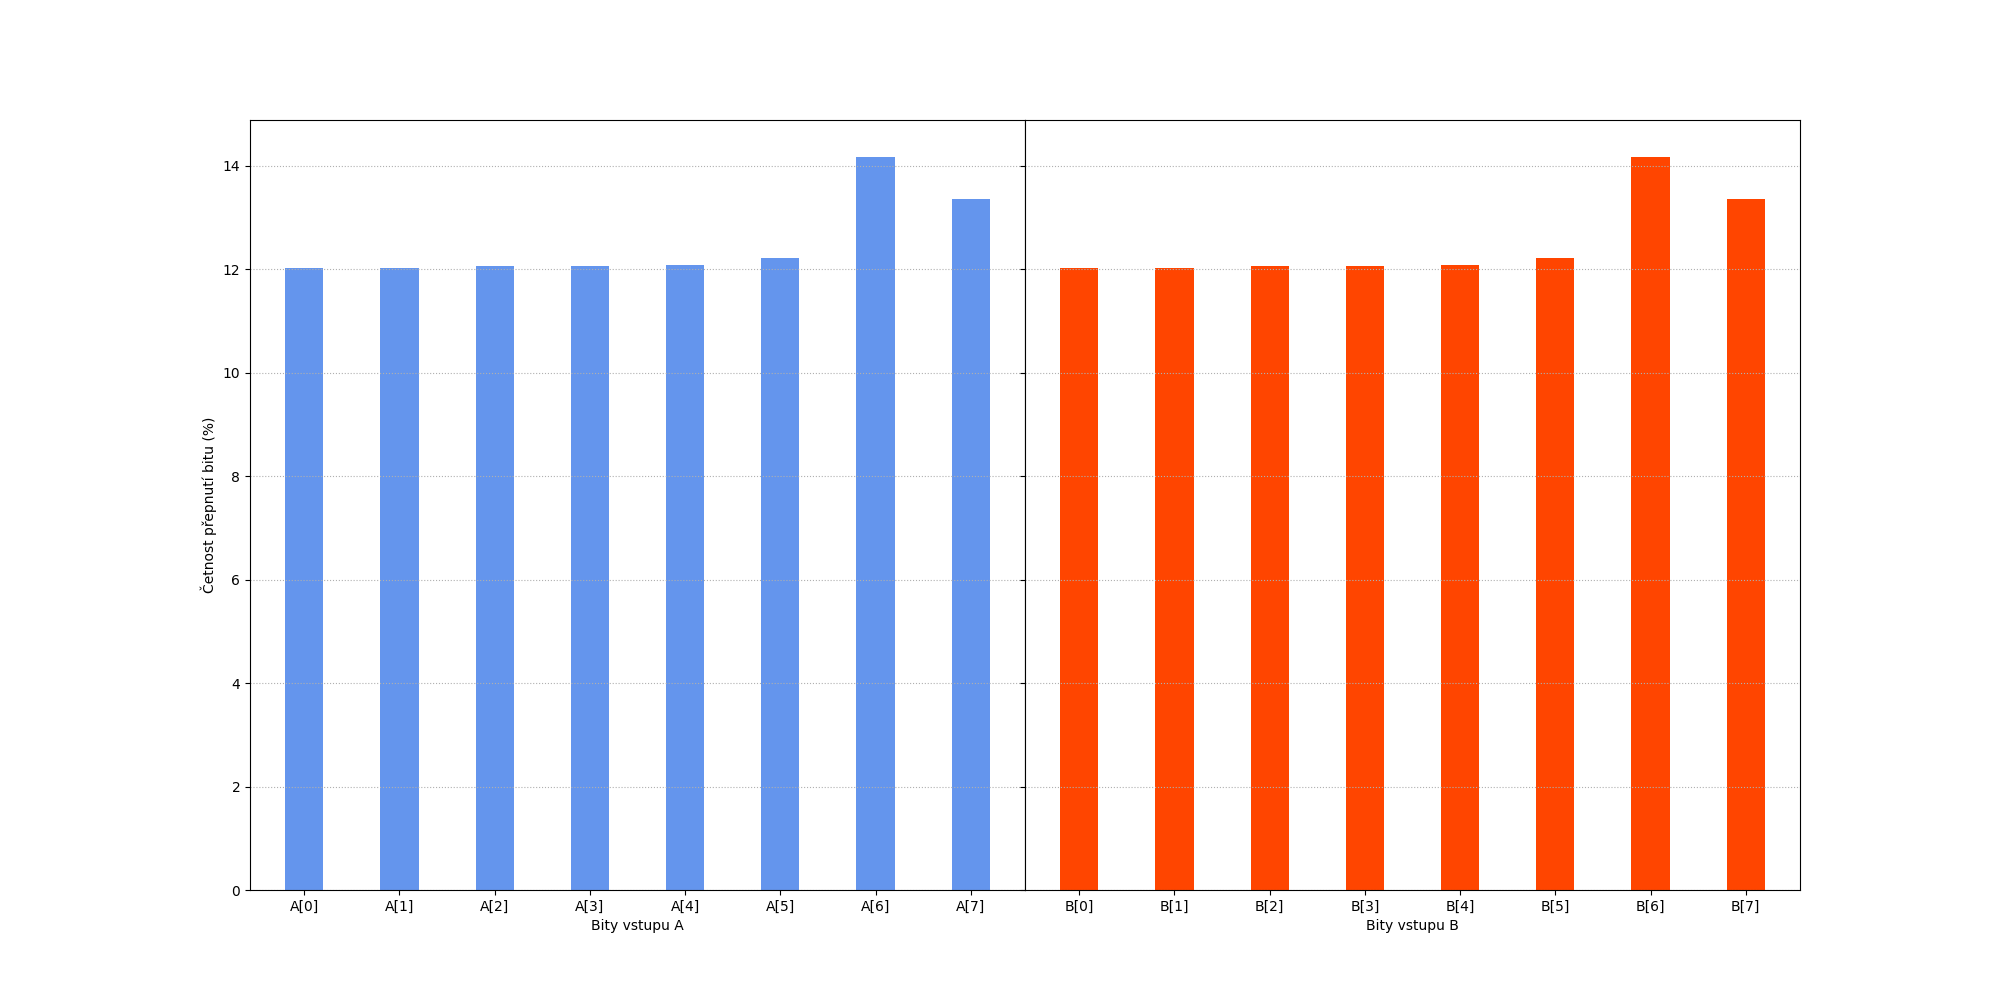 Četnost přepnutí bitu (%)
14
12
10
8
6
4
2
0
A[0] A[1] A[2] A[3] A[4] A[5] A[6] A[7]
Bity vstupu A
B[0] B[1] B[2] B[3] B[4] B[5] B[6] B[7]
Bity vstupu B